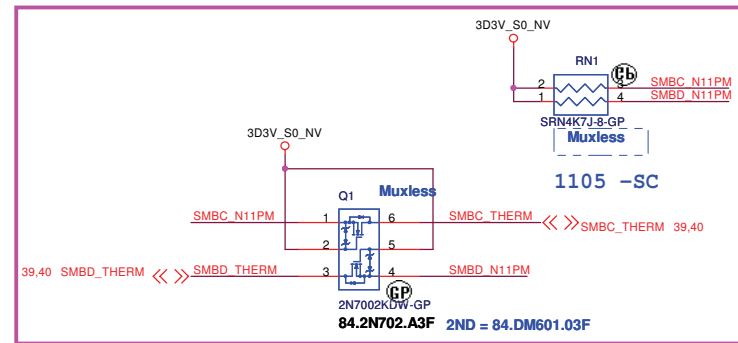 3D3V_S0_NV
RN1
2
3
SMBC_N11PM
1
4
SMBD_N11PM
SRN4K7J-8-GP
Muxless
1105 -SC
3D3V_S0_NV
Q1
Muxless
SMBC_N11PM
1
6
SMBC_THERM
SMBC_THERM 39,40
2
5
39,40 SMBD_THERM
SMBD_THERM
3
4
SMBD_N11PM
GP
2N7002KDW-GP
84.2N702.A3F
2ND = 84.DM601.03F